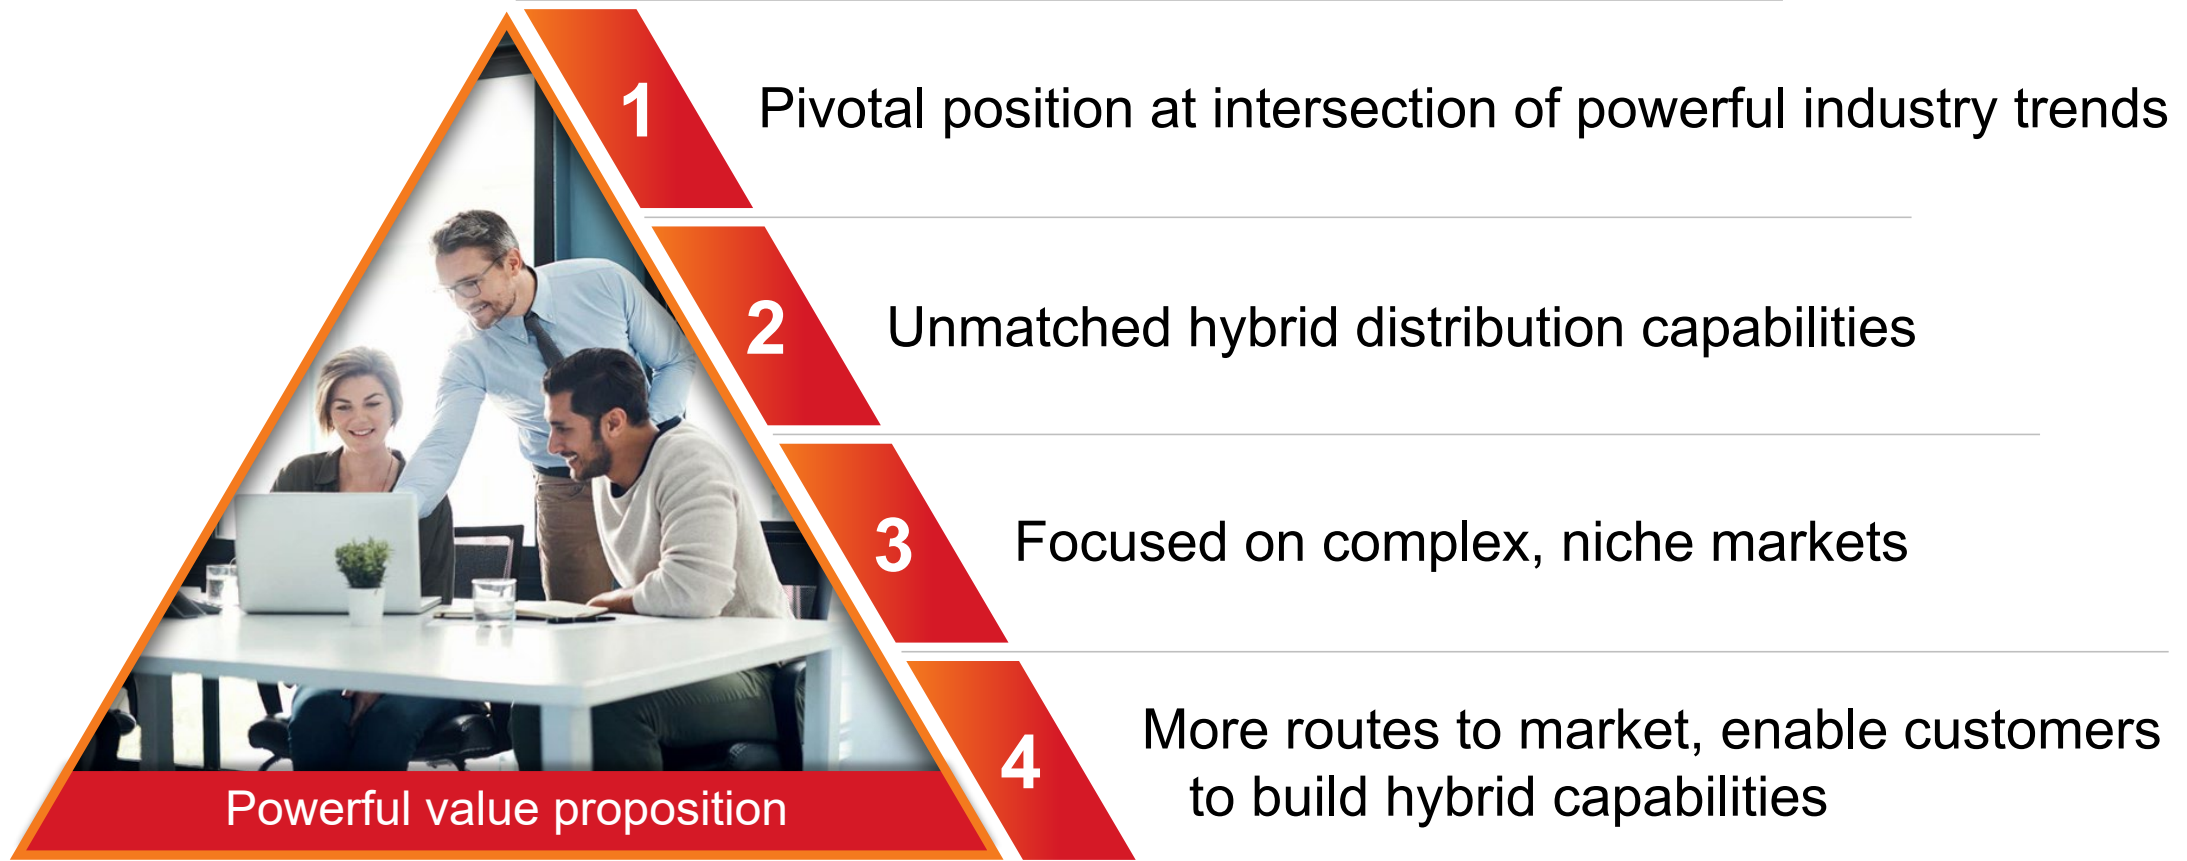 1
Pivotal position at intersection of powerful industry trends
2
Unmatched hybrid distribution capabilities
3
Focused on complex, niche markets
4
More routes to market, enable customers
to build hybrid capabilities
Powerful value proposition